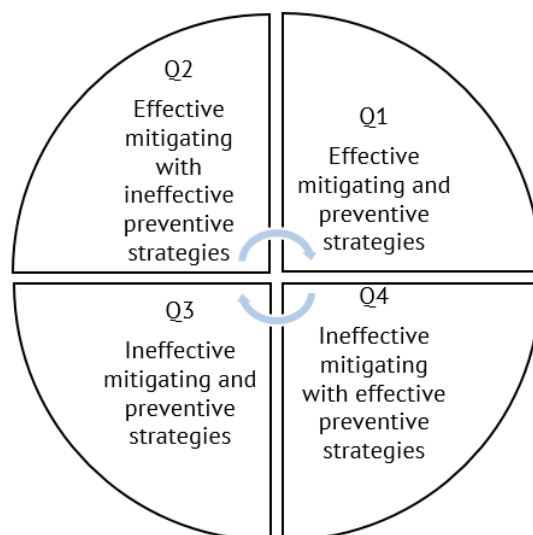 Q2
Effective
mitigating
with
ineffective
preventive
strategies
Q1
Effective
mitigating and
preventive
strategies
Q3
Ineffective
mitigating and
preventive
strategies
Q4
Ineffective
mitigating
with effective
preventive
strategies